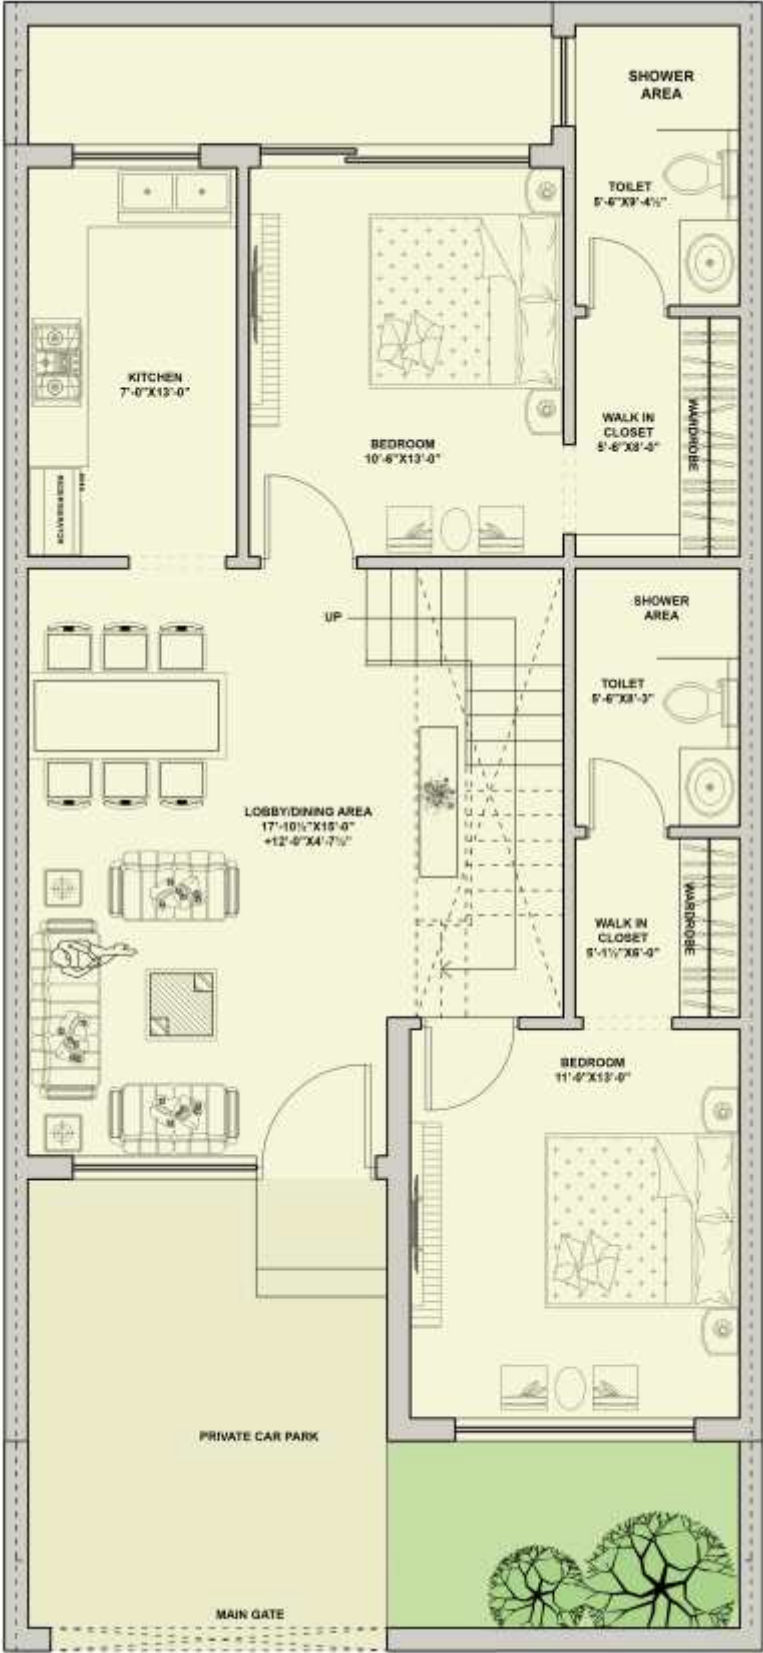 SHOWER
AREA
TOILET
5'-6"X9'-4½"
KITCHEN
7'-0"X13'-0"
WALK IN
CLOSET
5'-6"X8'-0"
WARDROBE
BEDROOM
10'-6"X13'-0"
REFRIGERATOR
UP
SHOWER
AREA
TOILET
5'-6"X8'-3"
LOBBY/DINING AREA
17'-10½"X15'-0"
+12'-0"X4'-7½"
WALK IN
CLOSET
5'-1½"X6'-0"
WARDROBE
BEDROOM
11'-0"X13'-0"
PRIVATE CAR PARK
MAIN GATE